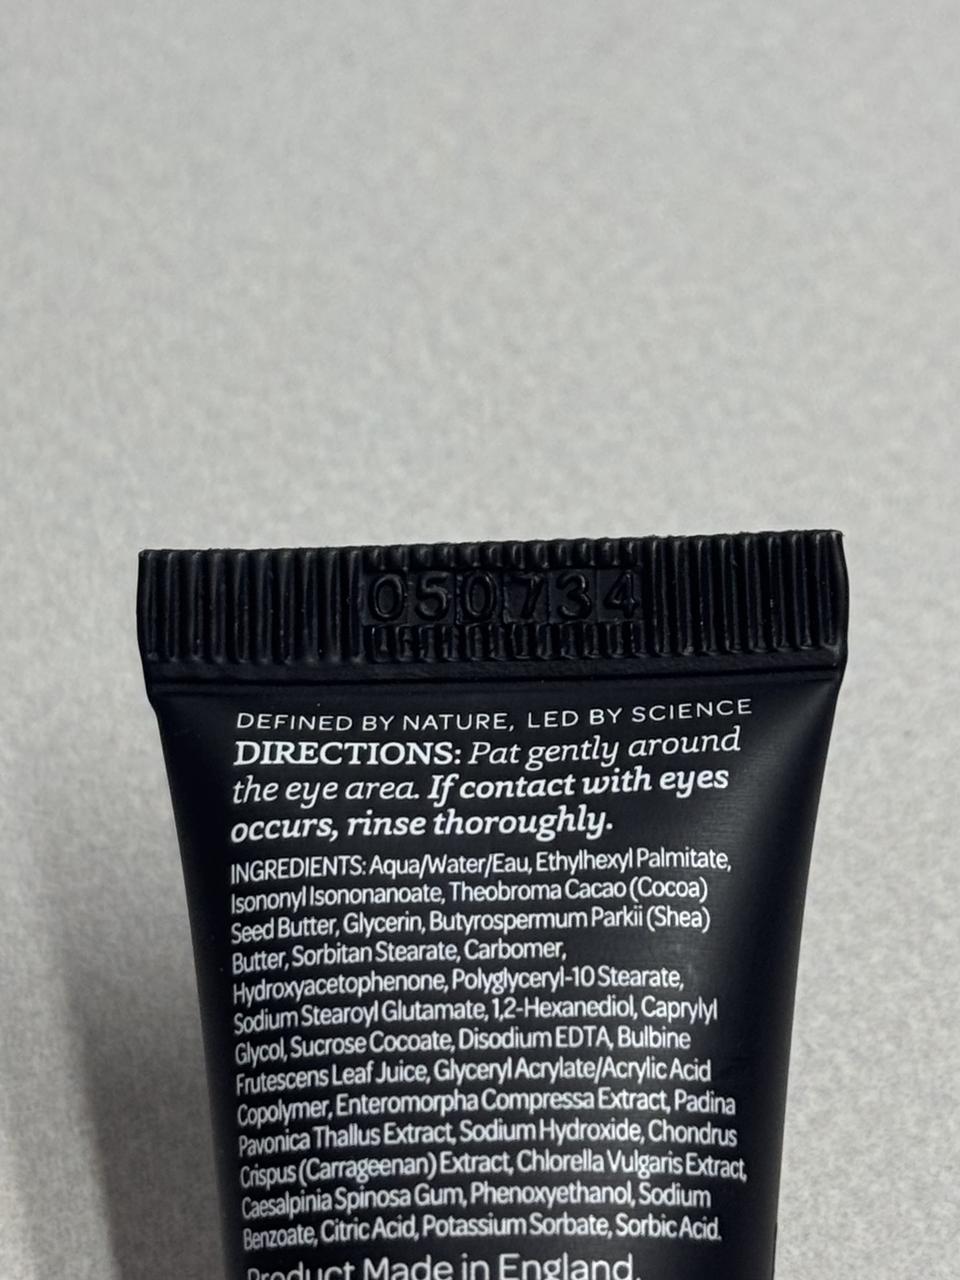 050734
DEFINED BY NATURE, LED BY SCIENCE
DIRECTIONS: Pat gently around
the eye area. If contact with eyes
occurs, rinse thoroughly.
INGREDIENTS: Aqua/Water/Eau, Ethylhexyl Palmitate,
Isononyl Isononanoate, Theobroma Cacao (Cocoa)
Seed Butter, Glycerin, Butyrospermum Parkii (Shea)
Butter, Sorbitan Stearate, Carbomer,
Hydroxyacetophenone, Polyglyceryl-10 Stearate,
Sodium Stearoyl Glutamate, 1,2-Hexanediol, Caprylyl
Glycol, Sucrose Cocoate, Disodium EDTA, Bulbine
Frutescens Leaf Juice, Glyceryl Acrylate/Acrylic Acid
Copolymer, Enteromorpha Compressa Extract, Padina
Pavonica Thallus Extract, Sodium Hydroxide, Chondrus
Crispus (Carrageenan) Extract, Chlorella Vulgaris Extract,
Caesalpinia Spinosa Gum, Phenoxyethanol, Sodium
Benzoate, Citric Acid, Potassium Sorbate, Sorbic Acid.
Product Made in England.